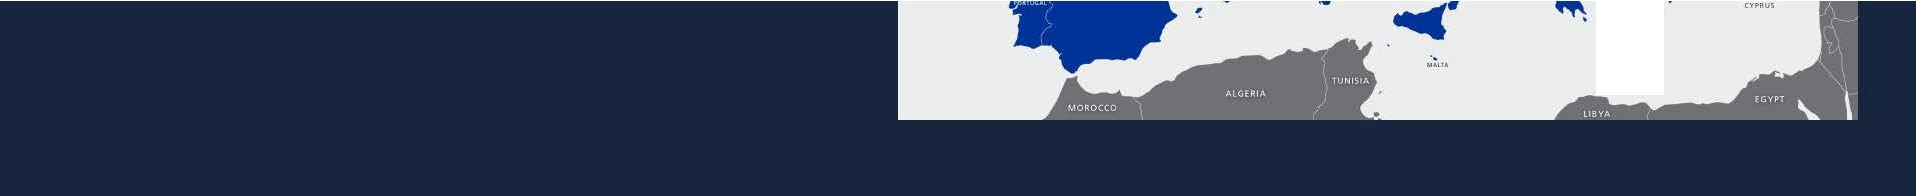 PORTUGAL
CYPRUS
MALTA
TUNISIA
ALGERIA
EGYPT
MOROCCO
LIBYA